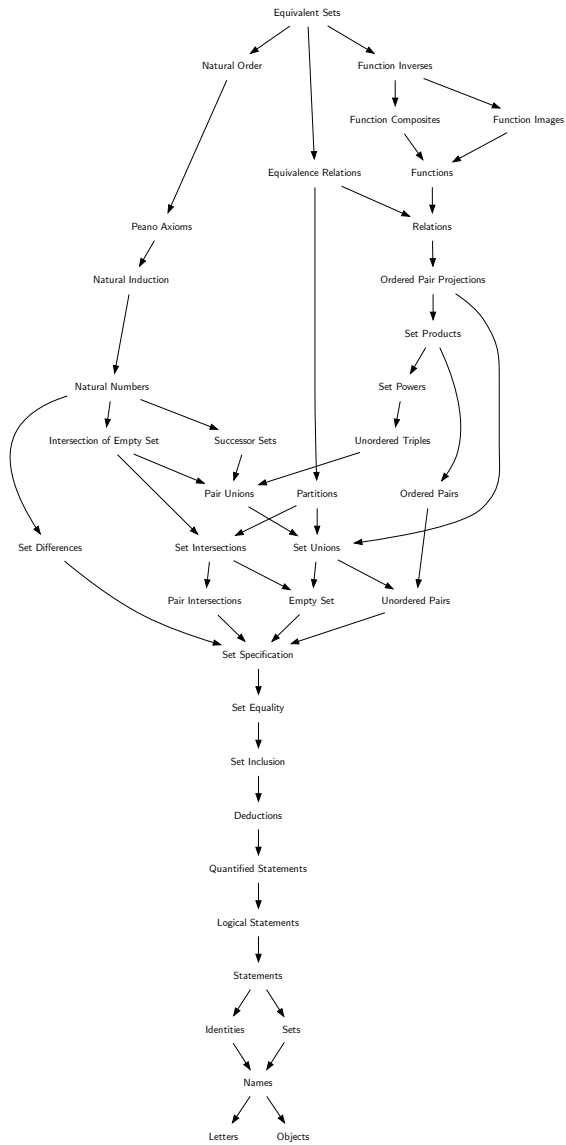 Equivalent Sets
Natural Order
Function Inverses
Function Composites
Function Images
Equivalence Relations
Functions
Peano Axioms
Relations
Natural Induction
Ordered Pair Projections
Set Products
Natural Numbers
Set Powers
Intersection of Empty Set
Successor Sets
Unordered Triples
Pair Unions
Partitions
Ordered Pairs
Set Differences
Set Intersections
Set Unions
Pair Intersections
Empty Set
Unordered Pairs
Set Specification
Set Equality
Set Inclusion
Deductions
Quantified Statements
Logical Statements
Statements
Identities
Sets
Names
Letters
Objects